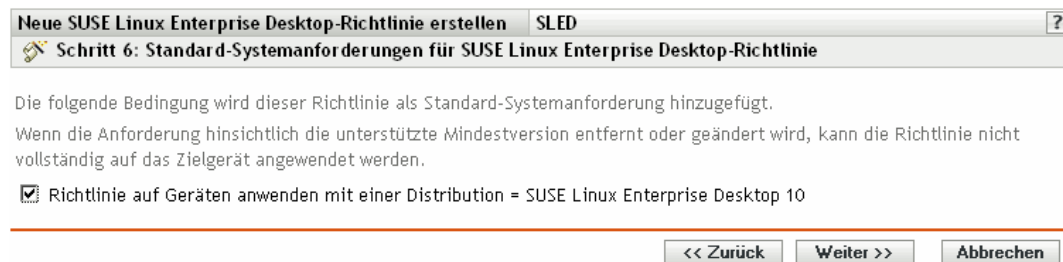 Neue SUSE Linux Enterprise Desktop-Richtlinie erstellen SLED ?
Schritt 6: Standard-Systemanforderungen für SUSE Linux Enterprise Desktop-Richtlinie
Die folgende Bedingung wird dieser Richtlinie als Standard-Systemanforderung hinzugefügt.
Wenn die Anforderung hinsichtlich die unterstützte Mindestversion entfernt oder geändert wird, kann die Richtlinie nicht
vollständig auf das Zielgerät angewendet werden.
Richtlinie auf Geräten anwenden mit einer Distribution = SUSE Linux Enterprise Desktop 10
<< Zurück Weiter >> Abbrechen